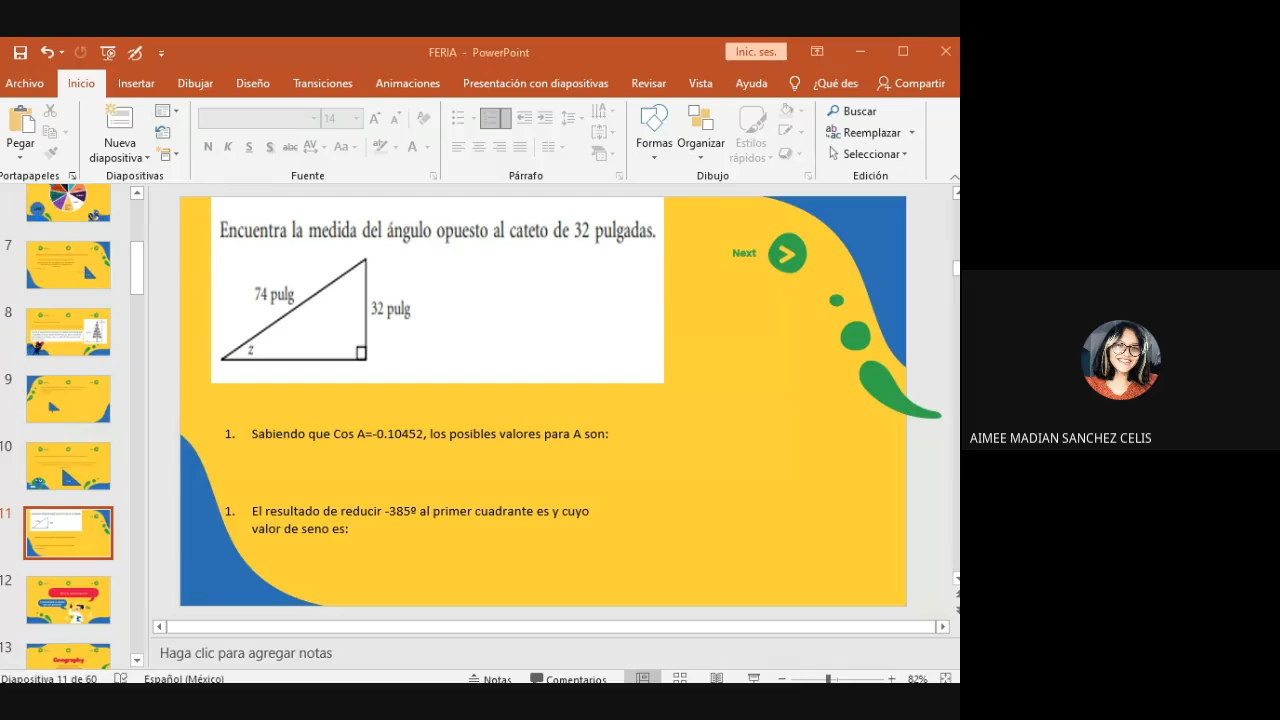 FERIA - PowerPoint
Inic. ses.
Archivo Inicio Insertar Dibujar Diseño Transiciones Animaciones Presentación con diapositivas Revisar Vista Ayuda ¿Qué des Compartir
Pegar
Nueva
diapositiva
14
N K S S abc AV Aa A
Formas Organizar Estilos
rápidos
Buscar
Reemplazar
Seleccionar
Portapapeles Diapositivas Fuente Párrafo Dibujo Edición
7
8
9
10
11
12
13
Geography
Encuentra la medida del ángulo opuesto al cateto de 32 pulgadas.
74 pulg
32 pulg
z
Next
1. Sabiendo que Cos A=-0.10452, los posibles valores para A son:
1. El resultado de reducir -385º al primer cuadrante es y cuyo
valor de seno es:
Haga clic para agregar notas
Diapositiva 11 de 60 Español (México) Notas Comentarios 82%
AIMEE MADIAN SANCHEZ CELIS